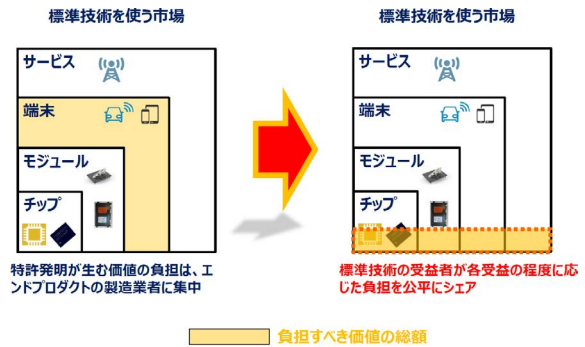 標準技術を使う市場
サービス
端末
モジュール
チップ
特許発明が生む価値の負担は、エ
ンドプロダクトの製造業者に集中
標準技術を使う市場
サービス
端末
モジュール
チップ
標準技術の受益者が各受益の程度に応
じた負担を公平にシェア
負担すべき価値の総額